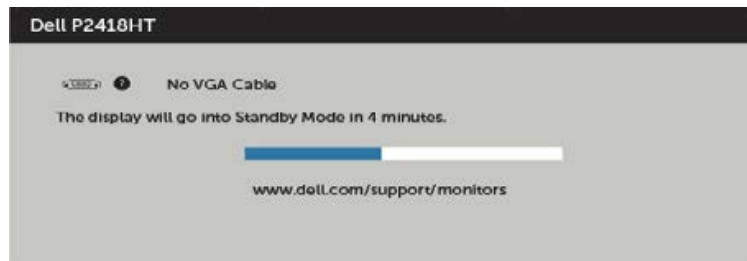 Dell P2418HT
? No VGA Cable
The display will go into Standby Mode in 4 minutes.
www.dell.com/support/monitors